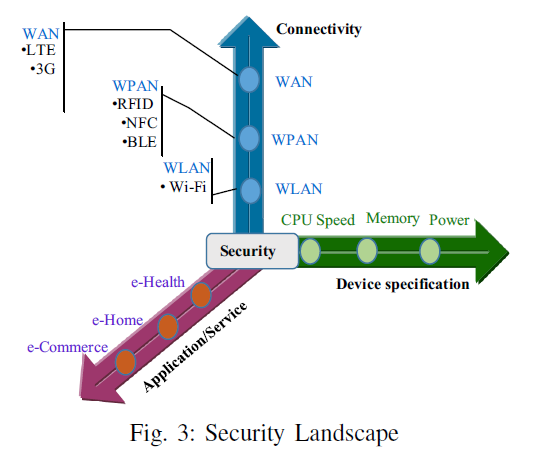 Connectivity
WAN
•LTE
•3G
WAN
WPAN
•RFID
•NFC
•BLE
WPAN
WLAN
• Wi-Fi
WLAN
CPU Speed Memory Power
Security
Device specification
e-Health
e-Home
e-Commerce
Application/Service
Fig. 3: Security Landscape